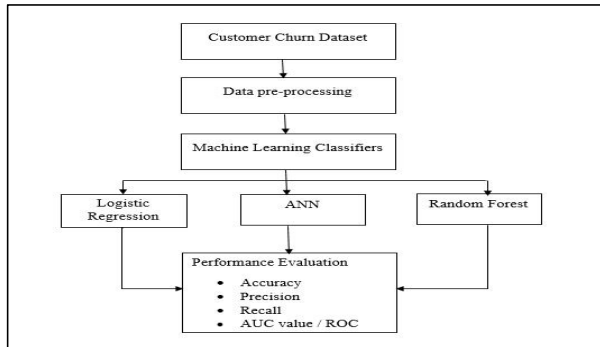 Customer Churn Dataset
Data pre-processing
Machine Learning Classifiers
Logistic
Regression
ANN
Random Forest
Performance Evaluation
• Accuracy
• Precision
• Recall
• AUC value / ROC